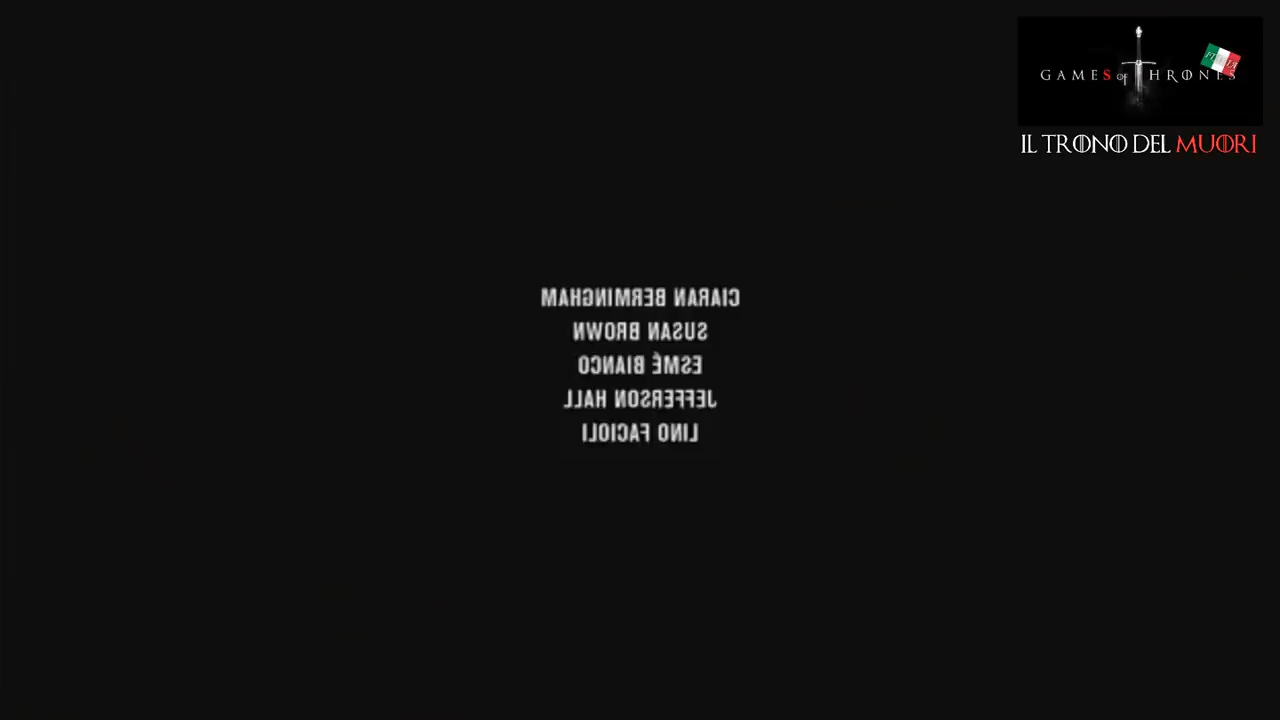 GAMES of THRONES
IL TRONO DEL MUORI
CIARAN BERMINGHAM
SUSAN BROWN
ESMÉ BIANCO
JEFFERSON HALL
LINO FACIOLI